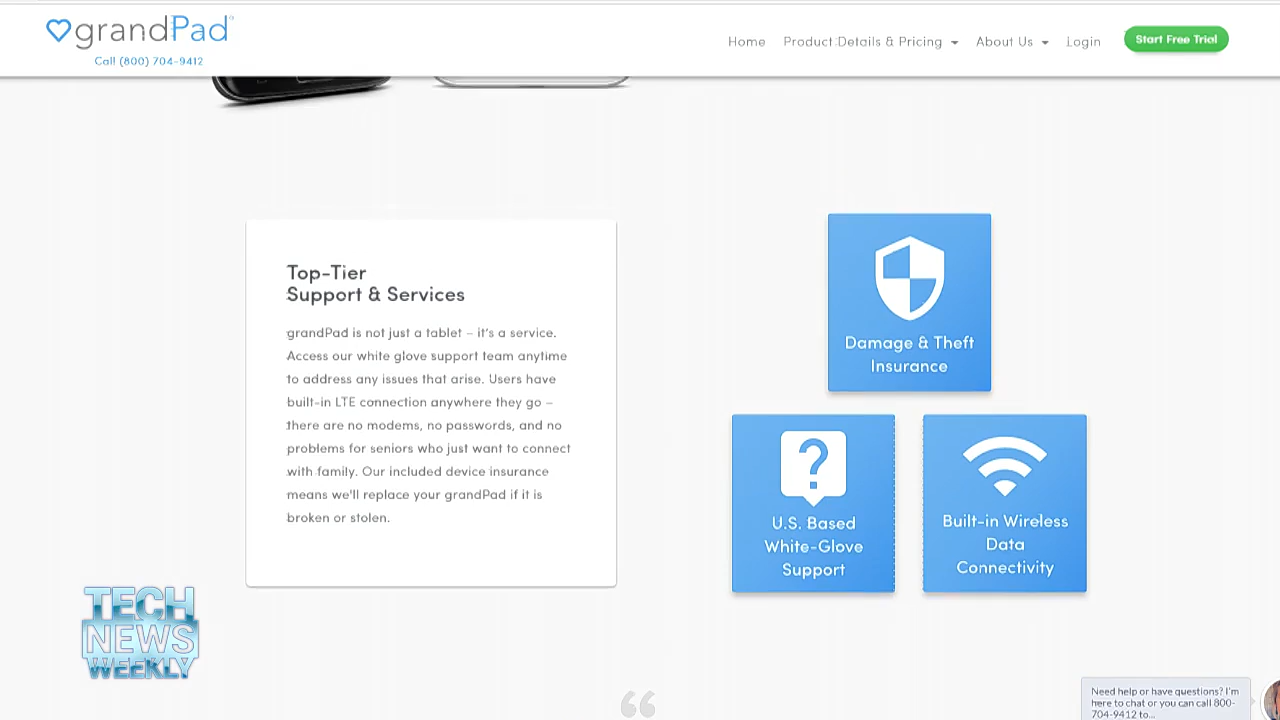 grandPad
Call (800) 704-9412
Home
Product Details & Pricing
About Us
Login
Start Free Trial
Top-Tier
Support & Services
grandPad is not just a tablet – it's a service.
Access our white glove support team anytime
to address any issues that arise. Users have
built-in LTE connection anywhere they go –
there are no modems, no passwords, and no
problems for seniors who just want to connect
with family. Our included device insurance
means we'll replace your grandPad if it is
broken or stolen.
Damage & Theft
Insurance
?
U.S. Based
White-Glove
Support
Built-in Wireless
Data
Connectivity
TECH
NEWS
WEEKLY
“
Need help or have questions? I'm
here to chat or you can call 800-
704-9412 to...